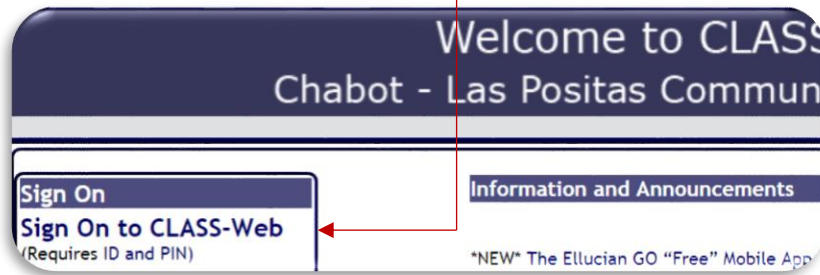 Welcome to CLASS
Chabot - Las Positas Commun
Sign On
Sign On to CLASS-Web
(Requires ID and PIN)
Information and Announcements
*NEW* The Ellucian GO “Free” Mobile App